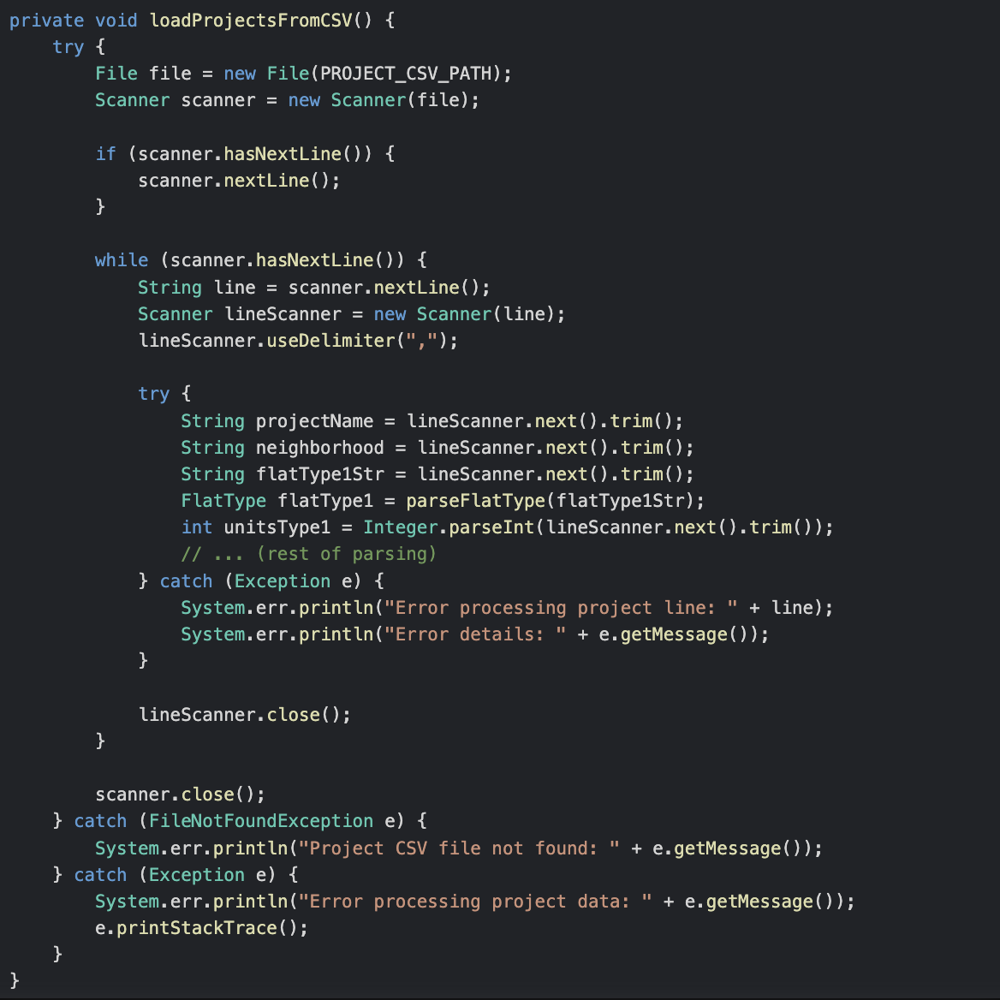 private void loadProjectsFromCSV() {
    try {
        File file = new File(PROJECT_CSV_PATH);
        Scanner scanner = new Scanner(file);

        if (scanner.hasNextLine()) {
            scanner.nextLine();
        }

        while (scanner.hasNextLine()) {
            String line = scanner.nextLine();
            Scanner lineScanner = new Scanner(line);
            lineScanner.useDelimiter(",");

            try {
                String projectName = lineScanner.next().trim();
                String neighborhood = lineScanner.next().trim();
                String flatType1Str = lineScanner.next().trim();
                FlatType flatType1 = parseFlatType(flatType1Str);
                int unitsType1 = Integer.parseInt(lineScanner.next().trim());
                // ... (rest of parsing)
            } catch (Exception e) {
                System.err.println("Error processing project line: " + line);
                System.err.println("Error details: " + e.getMessage());
            }

            lineScanner.close();
        }

        scanner.close();
    } catch (FileNotFoundException e) {
        System.err.println("Project CSV file not found: " + e.getMessage());
    } catch (Exception e) {
        System.err.println("Error processing project data: " + e.getMessage());
        e.printStackTrace();
    }
}